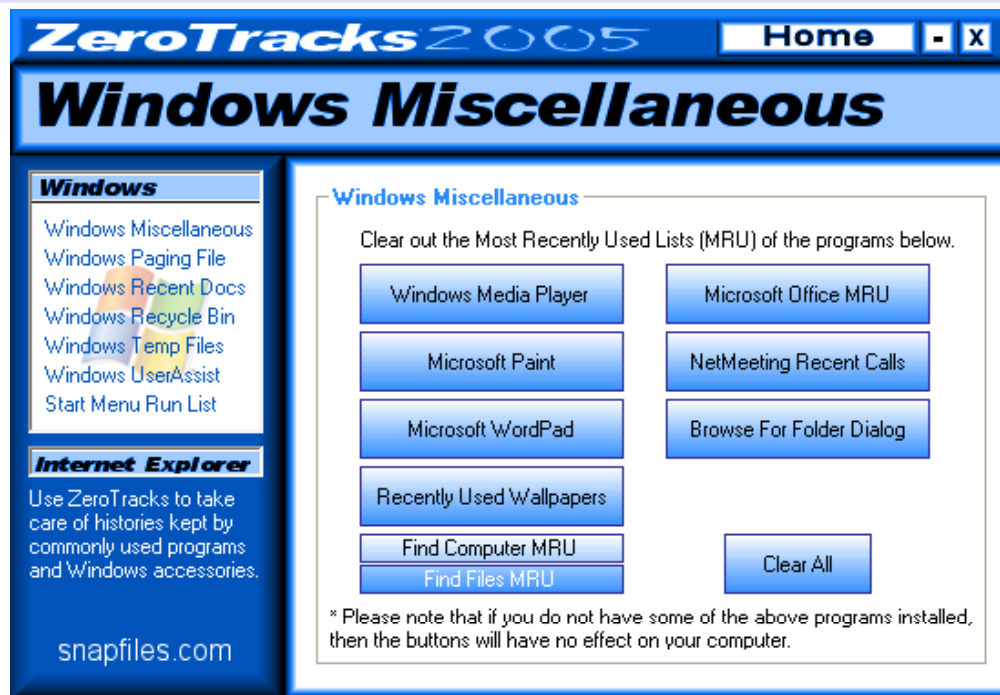 ZeroTracks2005
Home
-
X
Windows Miscellaneous
Windows
Windows Miscellaneous
Windows Paging File
Windows Recent Docs
Windows Recycle Bin
Windows Temp Files
Windows UserAssist
Start Menu Run List
Internet Explorer
Use ZeroTracks to take
care of histories kept by
commonly used programs
and Windows accessories.
snapfiles.com
Windows Miscellaneous
Clear out the Most Recently Used Lists (MRU) of the programs below.
Windows Media Player
Microsoft Office MRU
Microsoft Paint
NetMeeting Recent Calls
Microsoft WordPad
Browse For Folder Dialog
Recently Used Wallpapers
Find Computer MRU
Find Files MRU
Clear All
* Please note that if you do not have some of the above programs installed,
then the buttons will have no effect on your computer.